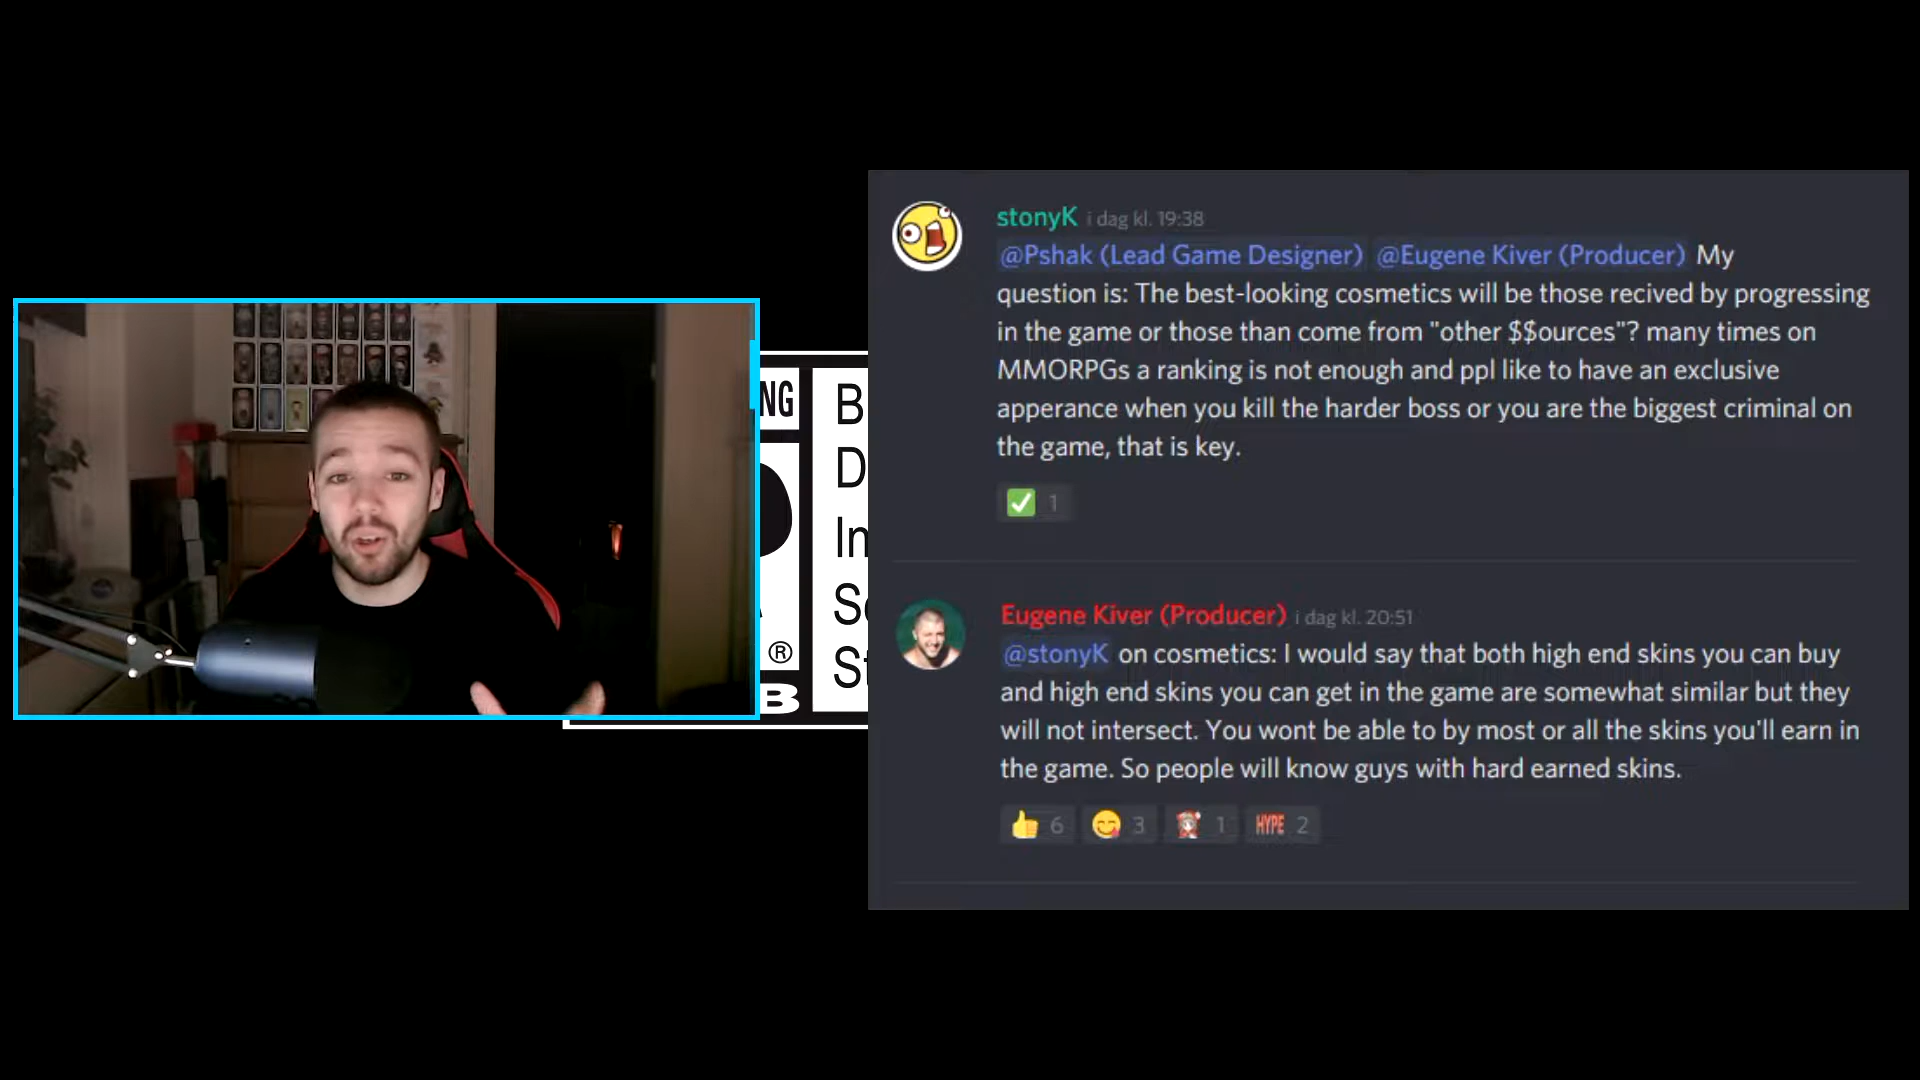 NG
B
D
In
So
®
St
B
stonyK i dag kl. 19:38
@Pshak (Lead Game Designer) @Eugene Kiver (Producer) My
question is: The best-looking cosmetics will be those recived by progressing
in the game or those than come from "other $$ources"? many times on
MMORPGs a ranking is not enough and ppl like to have an exclusive
apperance when you kill the harder boss or you are the biggest criminal on
the game, that is key.
1
Eugene Kiver (Producer) i dag kl. 20:51
@stonyK on cosmetics: I would say that both high end skins you can buy
and high end skins you can get in the game are somewhat similar but they
will not intersect. You wont be able to by most or all the skins you'll earn in
the game. So people will know guys with hard earned skins.
6 3 1 HYPE 2